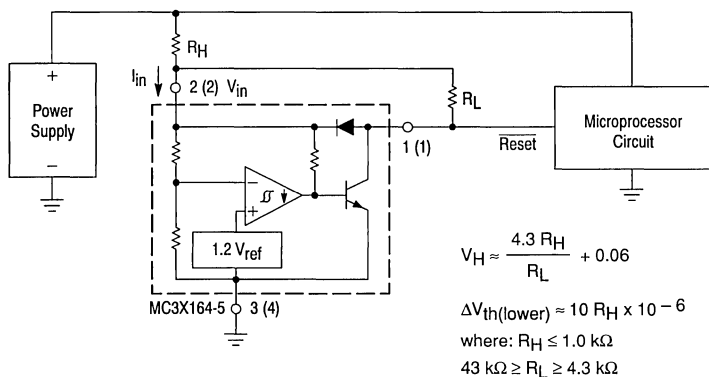 R_H
I_in
2 (2) V_in
+
Power
Supply
−
R_L
1 (1)
Reset
Microprocessor
Circuit
−
+
1.2 V_ref
MC3X164-5
3 (4)
V_H ≈ 4.3 R_H / R_L + 0.06
ΔV_th(lower) ≈ 10 R_H x 10^−6
where: R_H ≤ 1.0 kΩ
43 kΩ ≥ R_L ≥ 4.3 kΩ